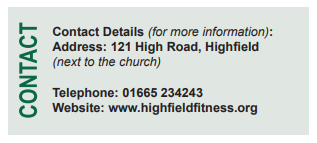 CONTACT
Contact Details (for more information):
Address: 121 High Road, Highfield
(next to the church)
Telephone: 01665 234243
Website: www.highfieldfitness.org